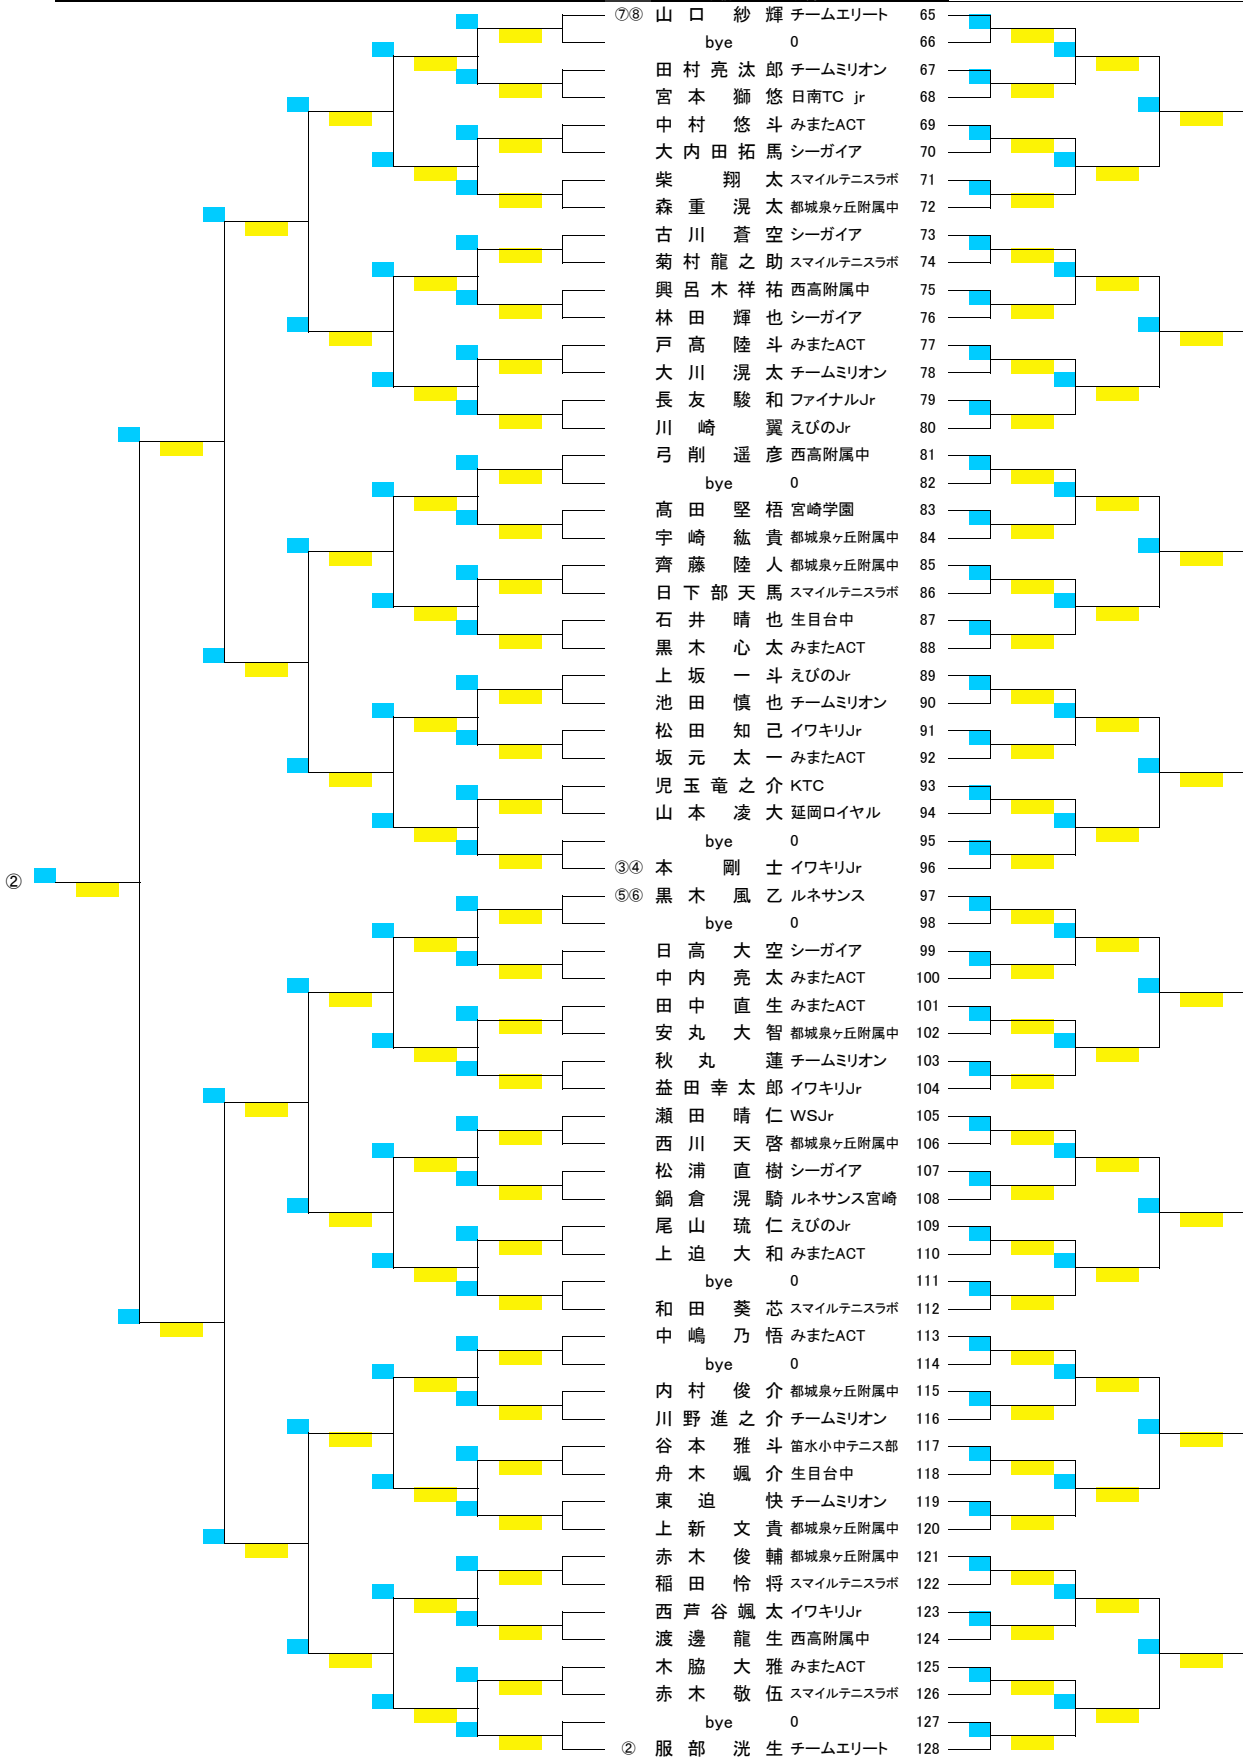 ⑦⑧ 山口 紗輝 チームエリート 65
bye 0 66
田村亮汰郎 チームミリオン 67
宮本獅悠 日南TC jr 68
中村悠斗 みまたACT 69
大内田拓馬 シーガイア 70
柴 翔太 スマイルテニスラボ 71
森重滉太 都城泉ヶ丘附属中 72
古川蒼空 シーガイア 73
菊村龍之助 スマイルテニスラボ 74
興呂木祥祐 西高附属中 75
林田輝也 シーガイア 76
戸髙陸斗 みまたACT 77
大川滉太 チームミリオン 78
長友駿和 ファイナルJr 79
川崎 翼 えびのJr 80
弓削遥彦 西高附属中 81
bye 0 82
髙田堅梧 宮崎学園 83
宇崎紘貴 都城泉ヶ丘附属中 84
齊藤陸人 都城泉ヶ丘附属中 85
日下部天馬 スマイルテニスラボ 86
石井晴也 生目台中 87
黒木心太 みまたACT 88
上坂一斗 えびのJr 89
池田慎也 チームミリオン 90
松田知己 イワキリJr 91
坂元太一 みまたACT 92
児玉竜之介 KTC 93
山本凌大 延岡ロイヤル 94
bye 0 95
③④ 本 剛士 イワキリJr 96
②
⑤⑥ 黒木風乙 ルネサンス 97
bye 0 98
日高大空 シーガイア 99
中内亮太 みまたACT 100
田中直生 みまたACT 101
安丸大智 都城泉ヶ丘附属中 102
秋丸 蓮 チームミリオン 103
益田幸太郎 イワキリJr 104
瀬田晴仁 WSJr 105
西川天啓 都城泉ヶ丘附属中 106
松浦直樹 シーガイア 107
鍋倉滉騎 ルネサンス宮崎 108
尾山琉仁 えびのJr 109
上迫大和 みまたACT 110
bye 0 111
和田葵芯 スマイルテニスラボ 112
中嶋乃悟 みまたACT 113
bye 0 114
内村俊介 都城泉ヶ丘附属中 115
川野進之介 チームミリオン 116
谷本雅斗 笛水小中テニス部 117
舟木颯介 生目台中 118
東迫 快 チームミリオン 119
上新文貴 都城泉ヶ丘附属中 120
赤木俊輔 都城泉ヶ丘附属中 121
稲田怜将 スマイルテニスラボ 122
西芦谷颯太 イワキリJr 123
渡邊龍生 西高附属中 124
木脇大雅 みまたACT 125
赤木敬伍 スマイルテニスラボ 126
bye 0 127
② 服部洸生 チームエリート 128